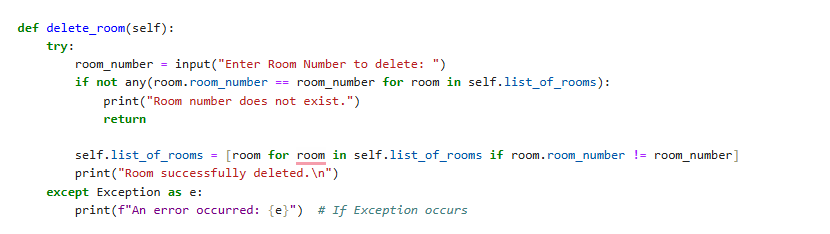 def delete_room(self):
    try:
        room_number = input("Enter Room Number to delete: ")
        if not any(room.room_number == room_number for room in self.list_of_rooms):
            print("Room number does not exist.")
            return

        self.list_of_rooms = [room for room in self.list_of_rooms if room.room_number != room_number]
        print("Room successfully deleted.\n")
    except Exception as e:
        print(f"An error occurred: {e}")  # If Exception occurs